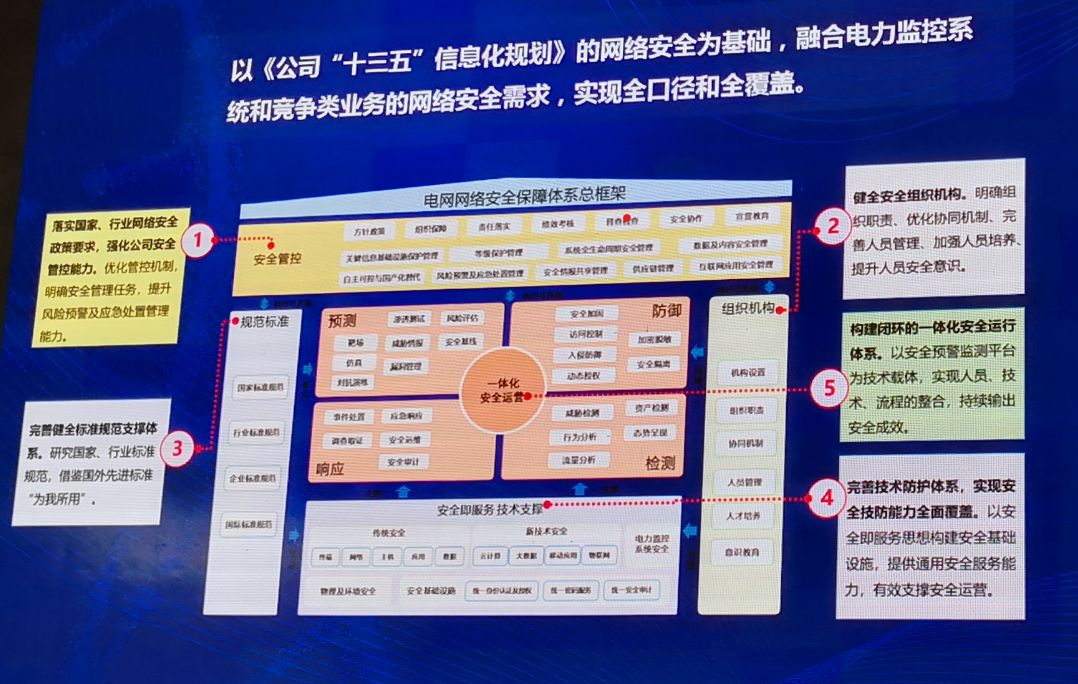 以《公司“十三五”信息化规划》的网络安全为基础，融合电力监控系
统和竞争类业务的网络安全需求，实现全口径和全覆盖。
电网网络安全保障体系总框架
安全管控
方针政策 组织保障 责任落实 绩效考核 督查检查 安全协作 宣贯教育
关键信息基础设施保护管理 等级保护管理 系统全生命周期安全管理 数据及内容安全管理
自主可控与国产化替代 风险预警及应急处置管理 安全情报共享管理 供应链管理 互联网应用安全管理
1
落实国家、行业网络安全
政策要求，强化公司安全
管控能力。优化管控机制，
明确安全管理任务，提升
风险预警及应急处置管理
能力。
2
健全安全组织机构。明确组
织职责、优化协同机制、完
善人员管理、加强人员培养、
提升人员安全意识。
规范标准
国家标准规范
行业标准规范
企业标准规范
国际标准规范
3
完善健全标准规范支撑体
系。研究国家、行业标准
规范，借鉴国外先进标准
“为我所用”。
预测
渗透测试 风险评估
靶场 威胁情报 安全基线
仿真 漏洞管理
对抗演练
防御
安全加固
访问控制 加密脱敏
入侵防御 安全隔离
动态授权
一体化
安全运营
事件处置 应急响应
调查取证 安全运维
安全审计
响应
威胁检测 资产检测
行为分析 态势呈现
流量分析
检测
组织机构
机构设置
组织职责
协同机制
人员管理
人才培养
意识教育
5
构建闭环的一体化安全运行
体系。以安全预警监测平台
为技术载体，实现人员、技
术、流程的整合，持续输出
安全成效。
安全即服务 技术支撑
传统安全 新技术安全 电力监控
系统安全
终端 网络 主机 应用 数据 云计算 大数据 移动应用 物联网
物理及环境安全 安全基础设施 统一身份认证及授权 统一密码服务 统一安全审计
4
完善技术防护体系，实现安
全技防能力全面覆盖。以安
全即服务思想构建安全基础
设施，提供通用安全服务能
力，有效支撑安全运营。